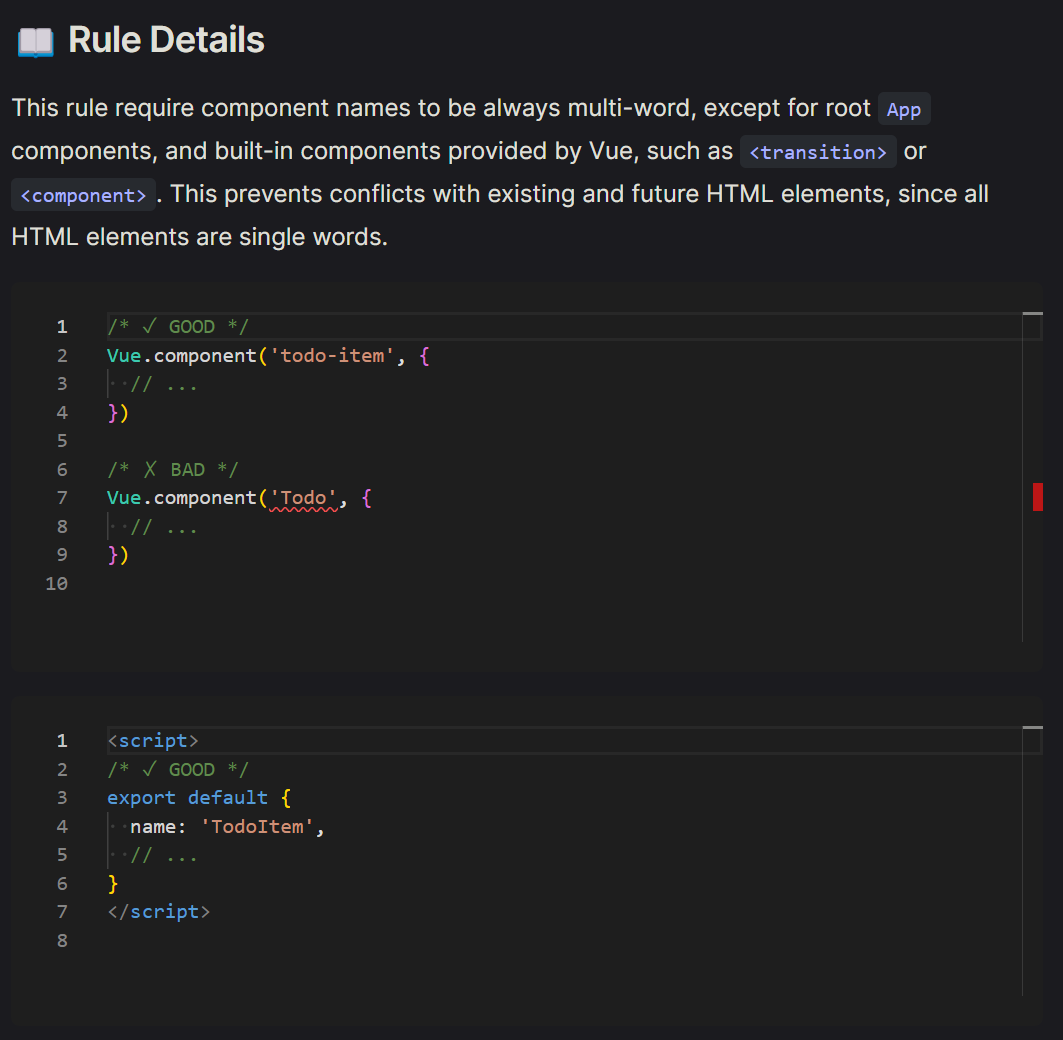 📖 Rule Details
This rule require component names to be always multi-word, except for root App
components, and built-in components provided by Vue, such as <transition> or
<component>. This prevents conflicts with existing and future HTML elements, since all
HTML elements are single words.
1 /* ✓ GOOD */
2 Vue.component('todo-item', {
3 ··// ...
4 })
5
6 /* ✗ BAD */
7 Vue.component('Todo', {
8 ··// ...
9 })
10
1 <script>
2 /* ✓ GOOD */
3 export default {
4 ··name: 'TodoItem',
5 ··// ...
6 }
7 </script>
8